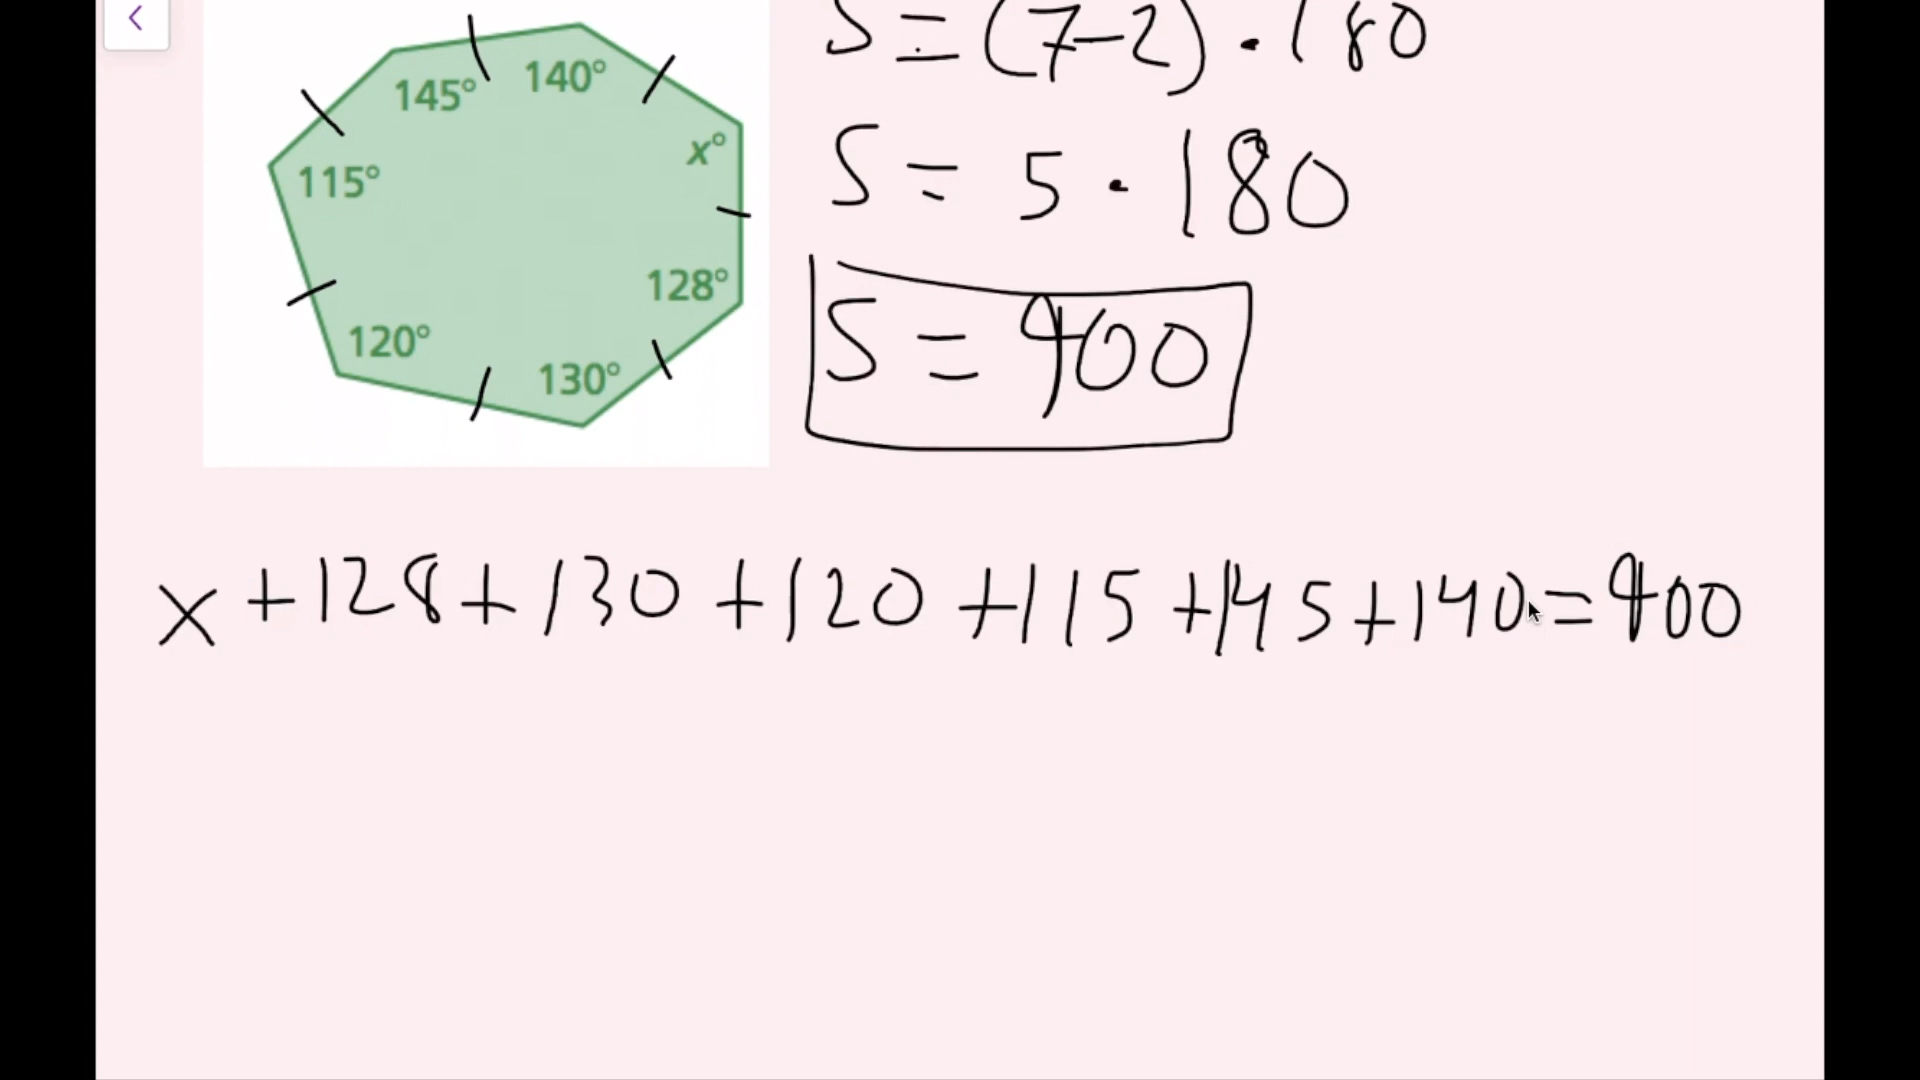 145°
140°
x°
115°
128°
120°
130°
S = (7-2) · 180
S = 5 · 180
S = 900
x + 128 + 130 + 120 + 115 + 145 + 140 = 900